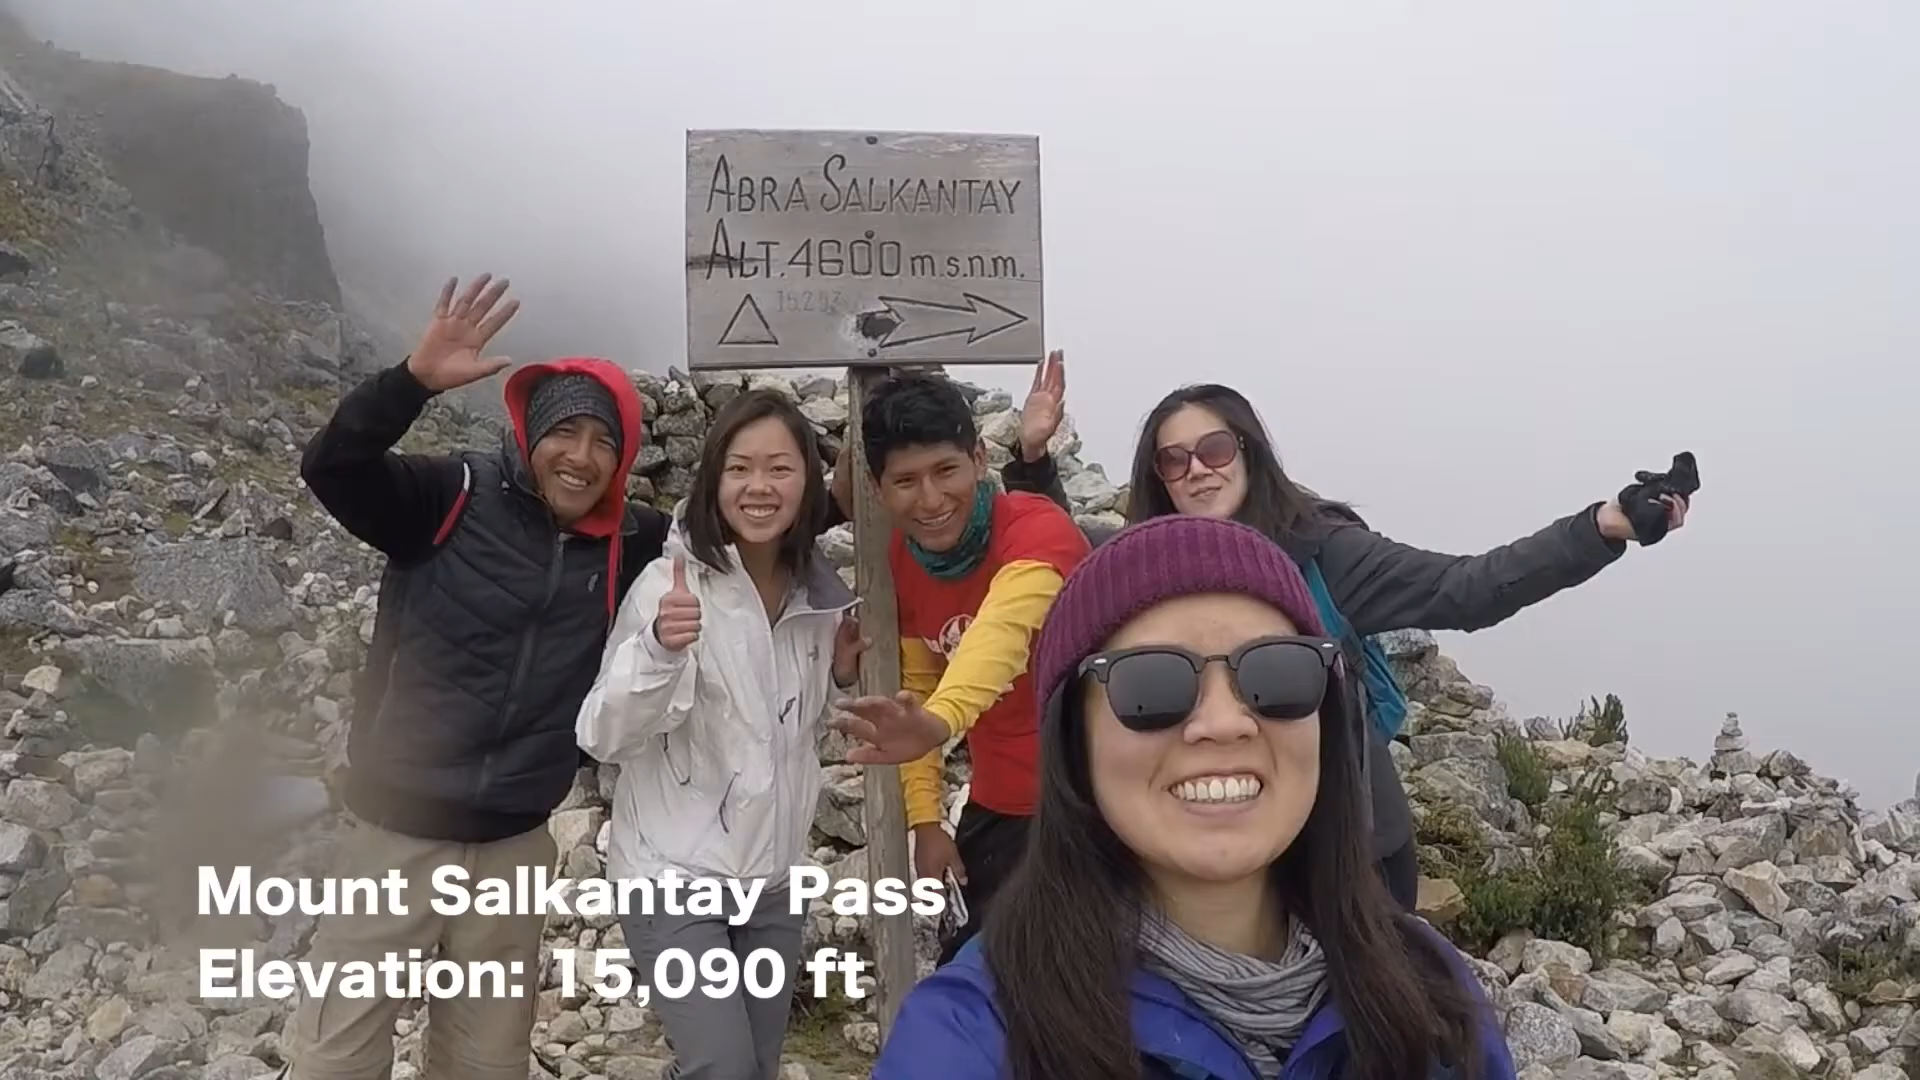 ABRA SALKANTAY
ALT. 4600 m.s.n.m.
Mount Salkantay Pass
Elevation: 15,090 ft